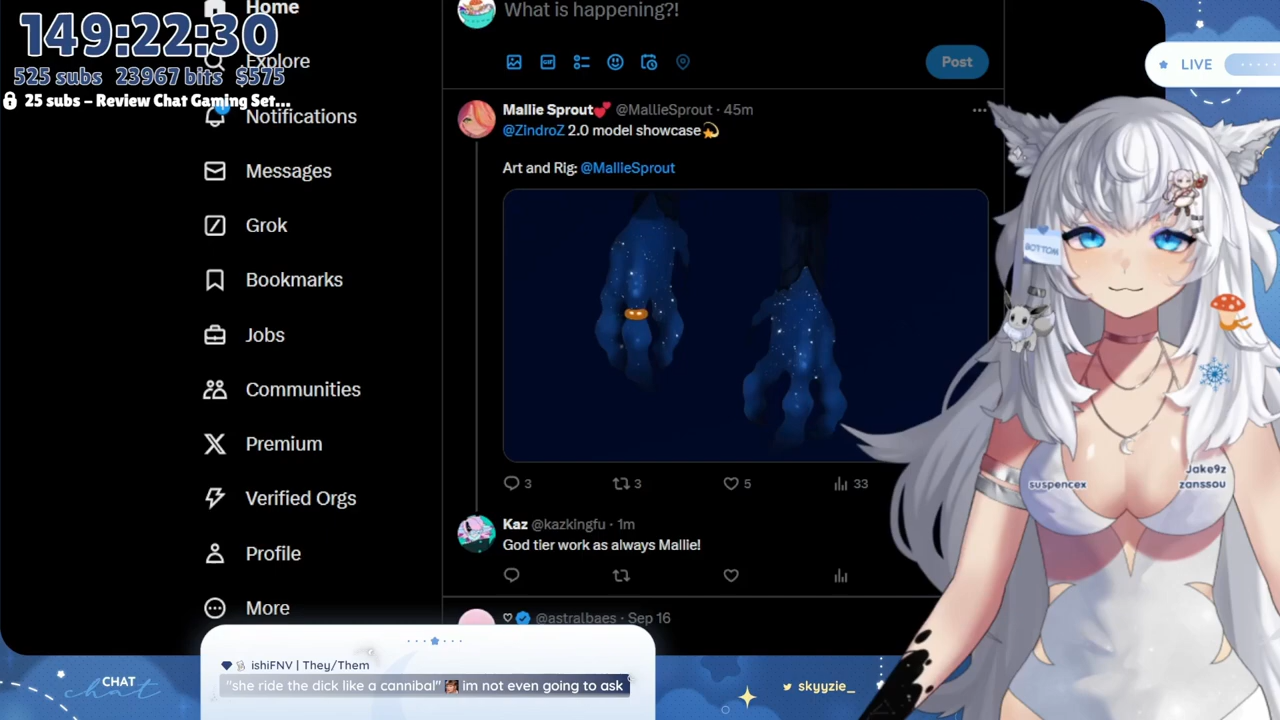 149:22:30
525 subs 23967 bits $575
25 subs – Review Chat Gaming Set...
Home
Explore
Notifications
Messages
Grok
Bookmarks
Jobs
Communities
Premium
Verified Orgs
Profile
More
What is happening?!
GIF
Post
Mallie Sprout💕 @MallieSprout · 45m
@ZindroZ 2.0 model showcase💫
Art and Rig: @MallieSprout
3 3 5 33
Kaz @kazkingfu · 1m
God tier work as always Mallie!
@astralbaes · Sep 16
LIVE
BOTTOM
suspencex
Jake9z
zanssou
ishiFNV | They/Them
"she ride the dick like a cannibal" im not even going to ask
CHAT
chat
skyyzie_